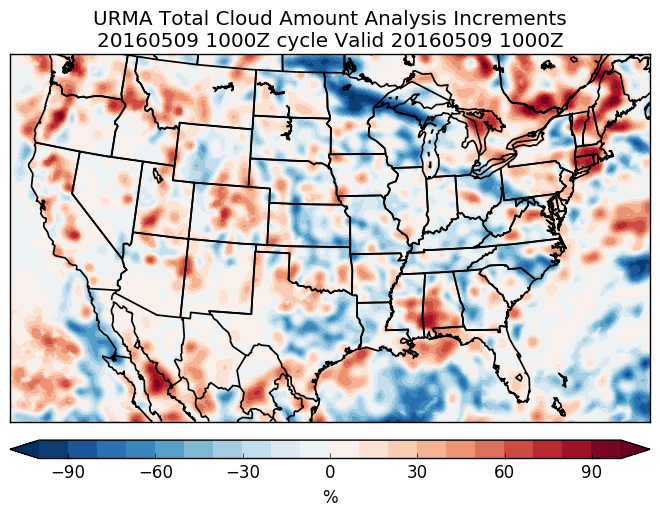 URMA Total Cloud Amount Analysis Increments
20160509 1000Z cycle Valid 20160509 1000Z
−90 −60 −30 0 30 60 90
%